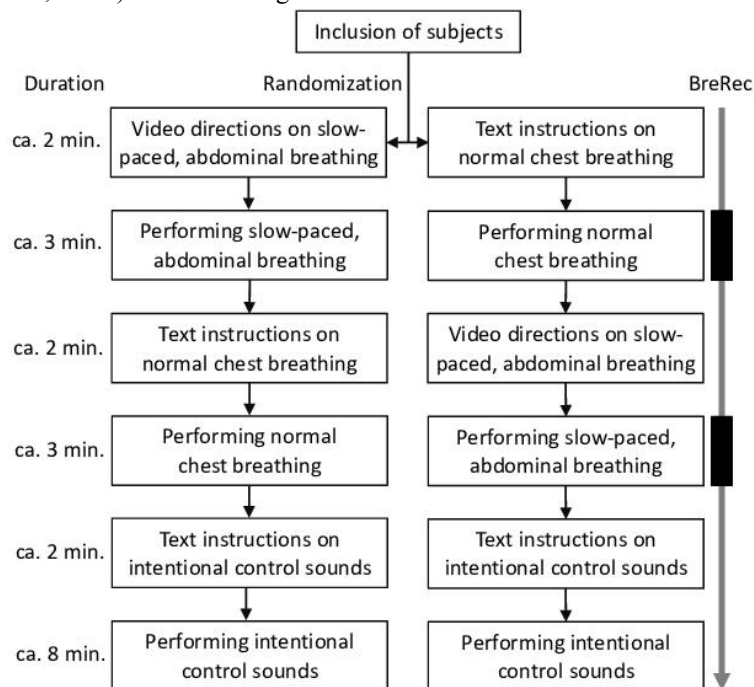 Inclusion of subjects
Duration
Randomization
BreRec
ca. 2 min.
Video directions on slow-
paced, abdominal breathing
Text instructions on
normal chest breathing
ca. 3 min.
Performing slow-paced,
abdominal breathing
Performing normal
chest breathing
ca. 2 min.
Text instructions on
normal chest breathing
Video directions on slow-
paced, abdominal breathing
ca. 3 min.
Performing normal
chest breathing
Performing slow-paced,
abdominal breathing
ca. 2 min.
Text instructions on
intentional control sounds
Text instructions on
intentional control sounds
ca. 8 min.
Performing intentional
control sounds
Performing intentional
control sounds